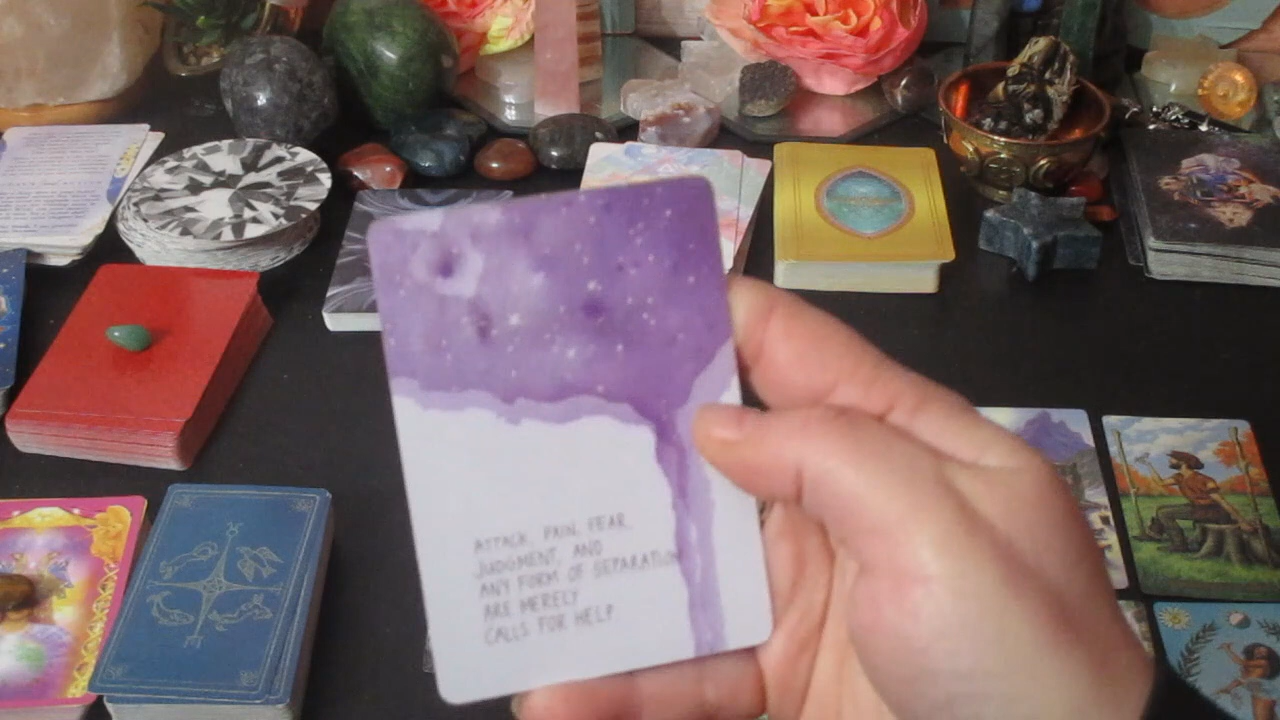 ATTACK, PAIN, FEAR,
JUDGMENT, AND
ANY FORM OF SEPARATION
ARE MERELY
CALLS FOR HELP.